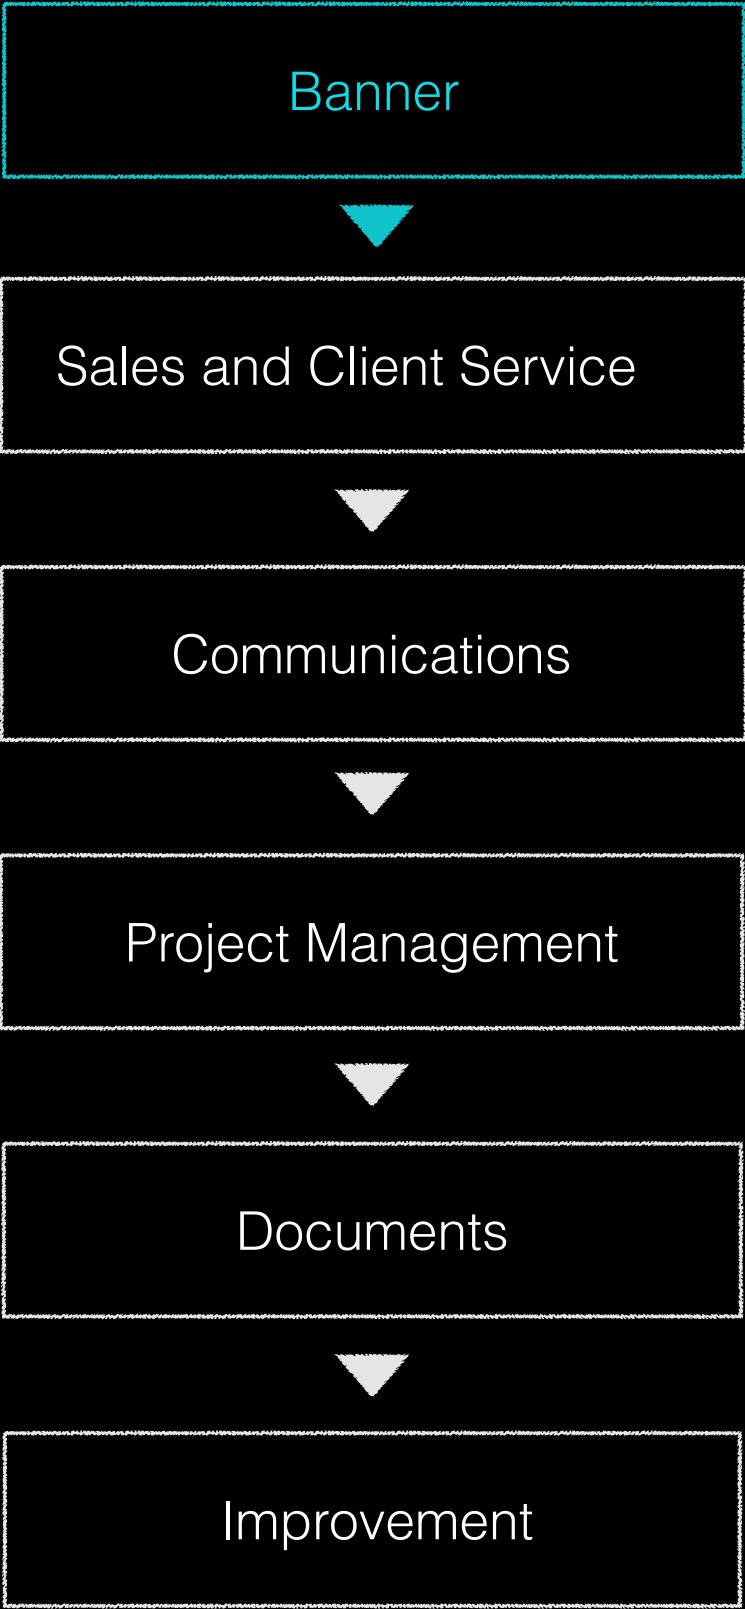 Banner
Sales and Client Service
Communications
Project Management
Documents
Improvement